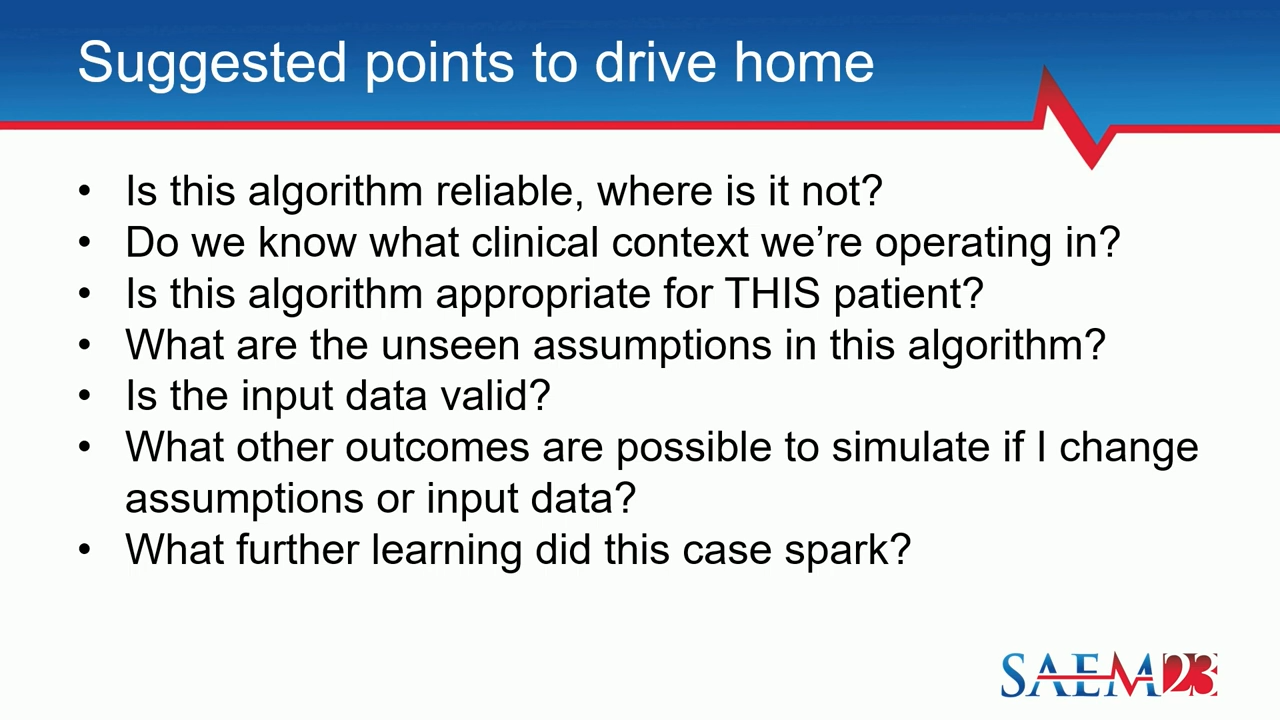 Suggested points to drive home
• Is this algorithm reliable, where is it not?
• Do we know what clinical context we’re operating in?
• Is this algorithm appropriate for THIS patient?
• What are the unseen assumptions in this algorithm?
• Is the input data valid?
• What other outcomes are possible to simulate if I change
assumptions or input data?
• What further learning did this case spark?
SAEM23